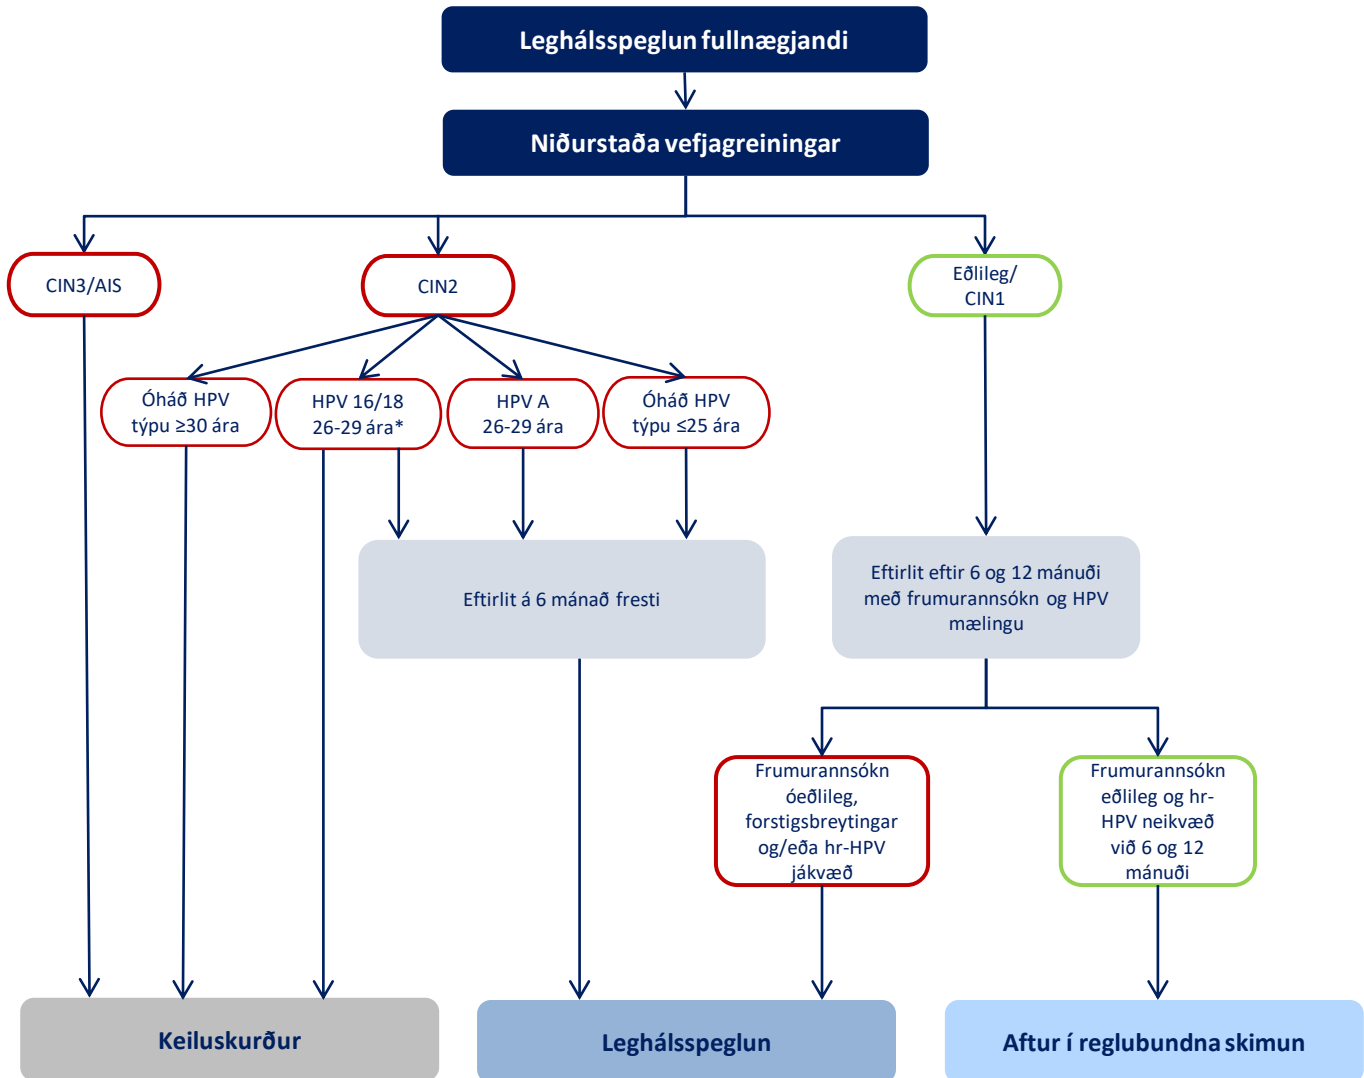 Leghálsspeglun fullnægjandi
Niðurstaða vefjagreiningar
CIN3/AIS
CIN2
Eðlileg/
CIN1
Óháð HPV
týpu ≥30 ára
HPV 16/18
26-29 ára*
HPV A
26-29 ára
Óháð HPV
týpu ≤25 ára
Eftirlit á 6 mánað fresti
Eftirlit eftir 6 og 12 mánuði
með frumurannsókn og HPV
mælingu
Frumurannsókn
óeðlileg,
forstigsbreytingar
og/eða hr-HPV
jákvæð
Frumurannsókn
eðlileg og hr-
HPV neikvæð
við 6 og 12
mánuði
Keiluskurður
Leghálsspeglun
Aftur í reglubundna skimun